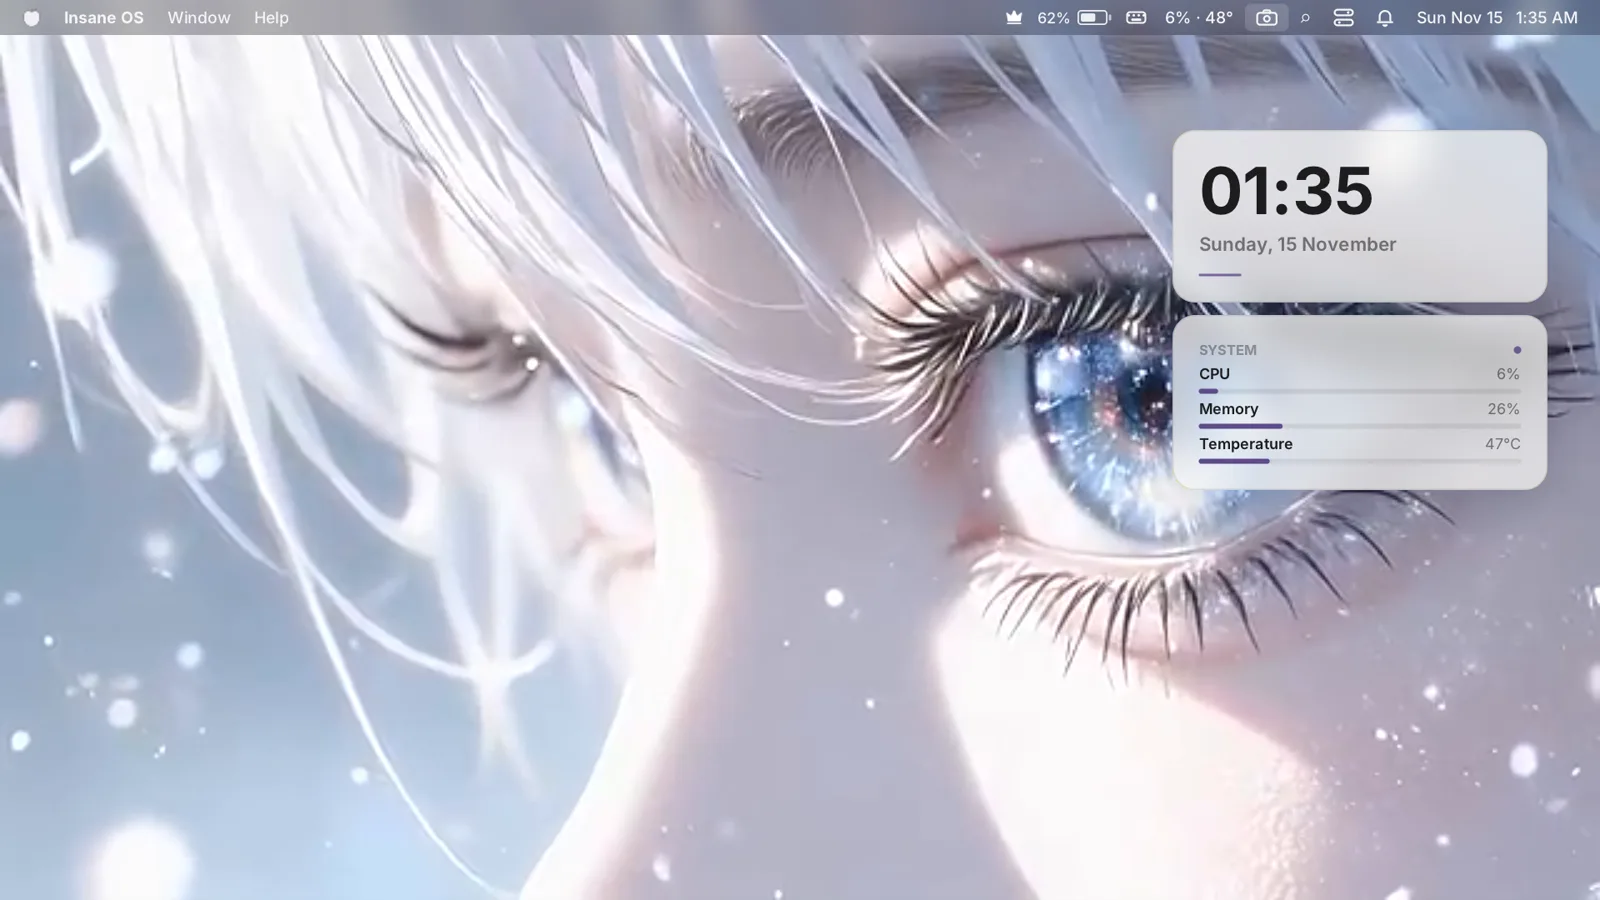 Insane OS Window Help 62% 6% · 48° Sun Nov 15 1:35 AM
01:35
Sunday, 15 November
SYSTEM
CPU 6%
Memory 26%
Temperature 47°C